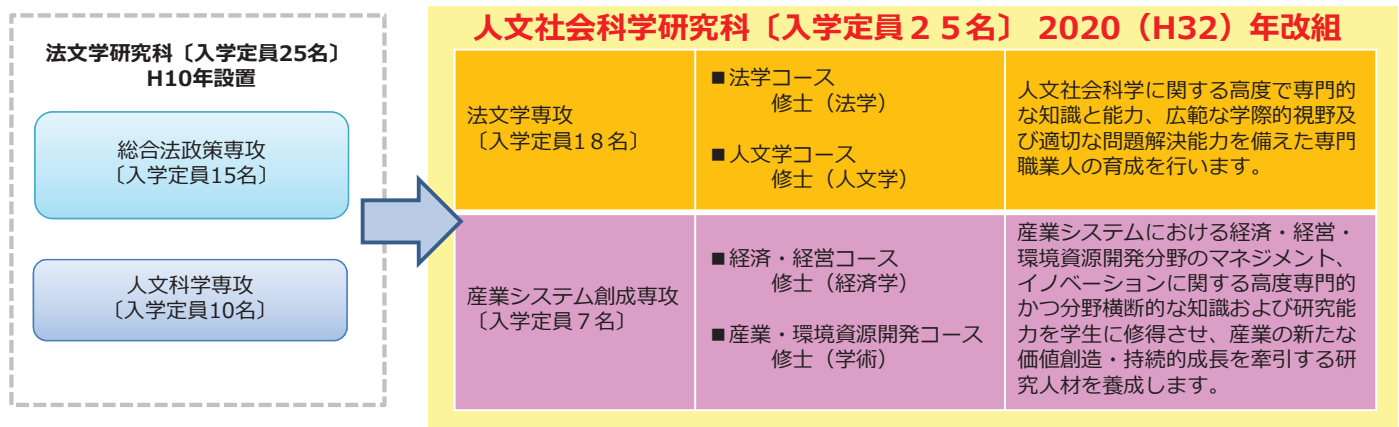 法文学研究科〔入学定員25名〕
H10年設置
総合法政策専攻
〔入学定員15名〕
人文科学専攻
〔入学定員10名〕
人文社会科学研究科〔入学定員２５名〕 2020（H32）年改組
法文学専攻
〔入学定員1８名〕
■法学コース
修士（法学）
■人文学コース
修士（人文学）
人文社会科学に関する高度で専門的
な知識と能力、広範な学際的視野及
び適切な問題解決能力を備えた専門
職業人の育成を行います。
産業システム創成専攻
〔入学定員７名〕
■経済・経営コース
修士（経済学）
■産業・環境資源開発コース
修士（学術）
産業システムにおける経済・経営・
環境資源開発分野のマネジメント、
イノベーションに関する高度専門的
かつ分野横断的な知識および研究能
力を学生に修得させ、産業の新たな
価値創造・持続的成長を牽引する研
究人材を養成します。